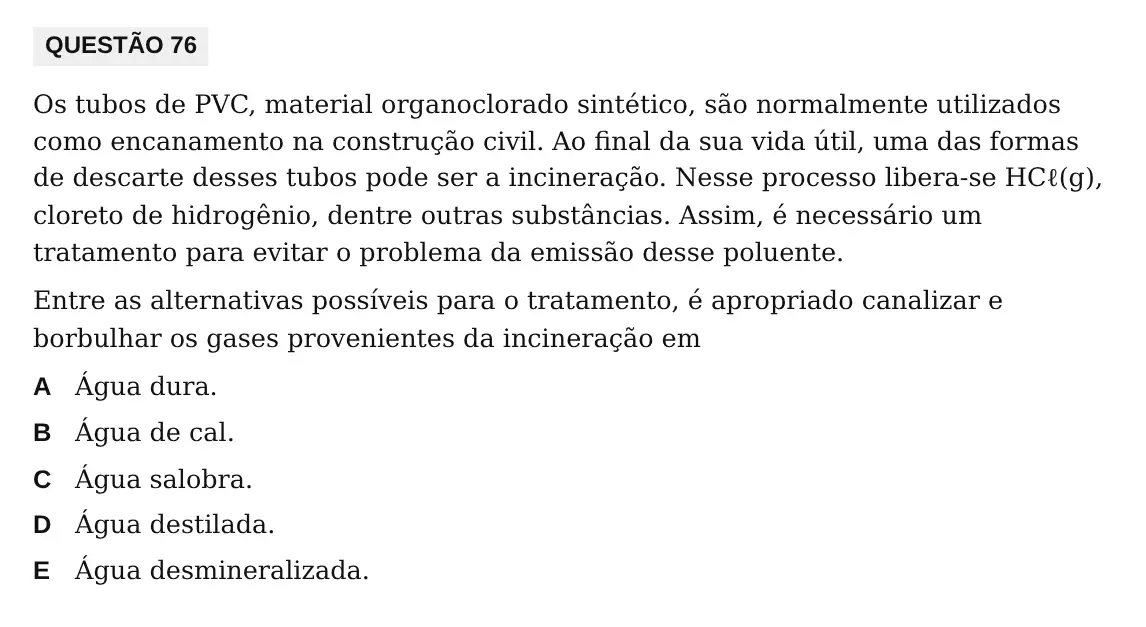 QUESTÃO 76
Os tubos de PVC, material organoclorado sintético, são normalmente utilizados
como encanamento na construção civil. Ao final da sua vida útil, uma das formas
de descarte desses tubos pode ser a incineração. Nesse processo libera-se HCℓ(g),
cloreto de hidrogênio, dentre outras substâncias. Assim, é necessário um
tratamento para evitar o problema da emissão desse poluente.
Entre as alternativas possíveis para o tratamento, é apropriado canalizar e
borbulhar os gases provenientes da incineração em
A Água dura.
B Água de cal.
C Água salobra.
D Água destilada.
E Água desmineralizada.